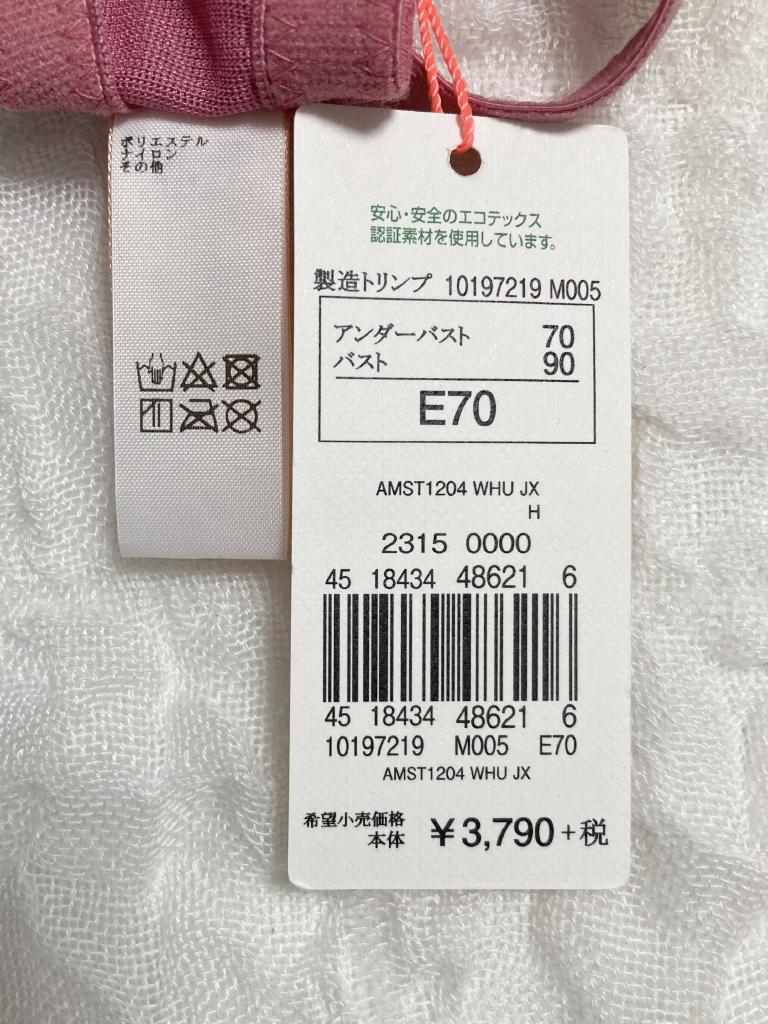 ポリエステル
ナイロン
その他
安心・安全のエコテックス
認証素材を使用しています。
製造トリンプ 10197219 M005
アンダーバスト 70
バスト 90
E70
AMST1204 WHU JX
H
2315 0000
45 18434 48621 6
45 18434 48621 6
10197219 M005 E70
AMST1204 WHU JX
希望小売価格
本体 ¥3,790+税